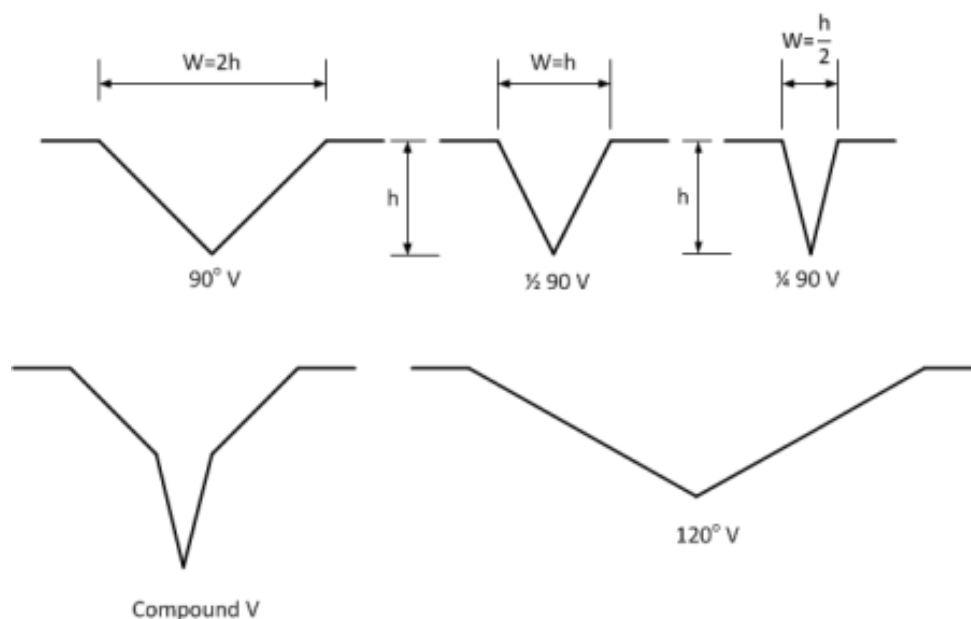 W=2h
W=h
W=h/2
h
h
90° V
½ 90 V
¼ 90 V
120° V
Compound V